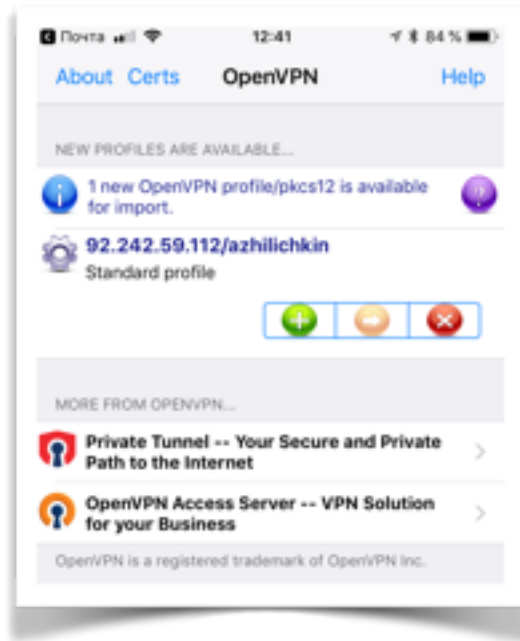 Почта 12:41 84 %
About Certs OpenVPN Help
NEW PROFILES ARE AVAILABLE...
1 new OpenVPN profile/pkcs12 is available
for import.
92.242.59.112/azhilichkin
Standard profile
MORE FROM OPENVPN...
Private Tunnel -- Your Secure and Private
Path to the Internet
OpenVPN Access Server -- VPN Solution
for your Business
OpenVPN is a registered trademark of OpenVPN Inc.